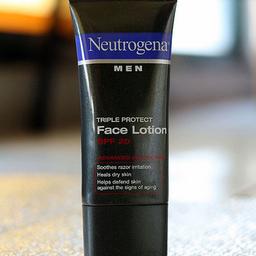 Neutrogena
MEN
TRIPLE PROTECT
Face Lotion
SPF 20
Soothes razor irritation
Heals dry skin
Helps defend skin
against the signs of aging